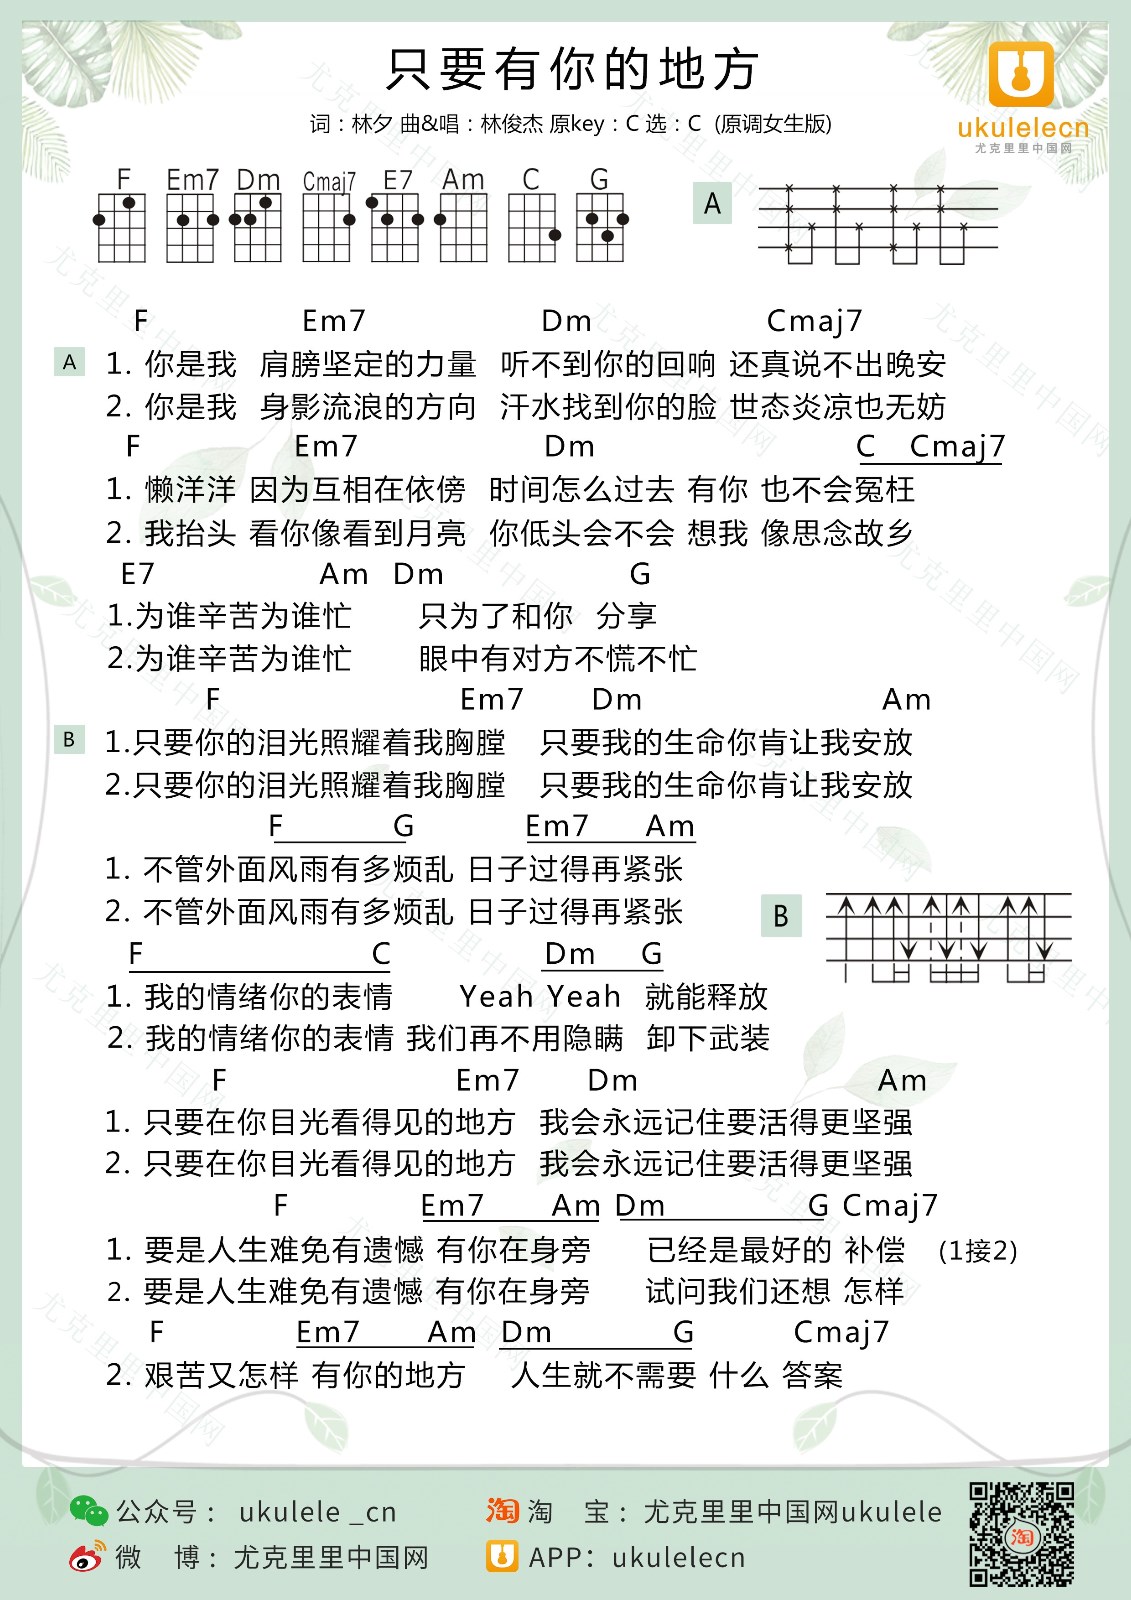 只要有你的地方
词：林夕 曲&唱：林俊杰 原key：C 选：C (原调女生版)
ukulelecn
尤克里里中国网
F Em7 Dm Cmaj7 E7 Am C G
A
F Em7 Dm Cmaj7
A 1. 你是我 肩膀坚定的力量 听不到你的回响 还真说不出晚安
2. 你是我 身影流浪的方向 汗水找到你的脸 世态炎凉也无妨
F Em7 Dm C Cmaj7
1. 懒洋洋 因为互相在依傍 时间怎么过去 有你 也不会冤枉
2. 我抬头 看你像看到月亮 你低头会不会 想我 像思念故乡
E7 Am Dm G
1.为谁辛苦为谁忙 只为了和你 分享
2.为谁辛苦为谁忙 眼中有对方不慌不忙
F Em7 Dm Am
B 1.只要你的泪光照耀着我胸膛 只要我的生命你肯让我安放
2.只要你的泪光照耀着我胸膛 只要我的生命你肯让我安放
F G Em7 Am
1. 不管外面风雨有多烦乱 日子过得再紧张
2. 不管外面风雨有多烦乱 日子过得再紧张
B
F C Dm G
1. 我的情绪你的表情 Yeah Yeah 就能释放
2. 我的情绪你的表情 我们再不用隐瞒 卸下武装
F Em7 Dm Am
1. 只要在你目光看得见的地方 我会永远记住要活得更坚强
2. 只要在你目光看得见的地方 我会永远记住要活得更坚强
F Em7 Am Dm G Cmaj7
1. 要是人生难免有遗憾 有你在身旁 已经是最好的 补偿 (1接2)
2. 要是人生难免有遗憾 有你在身旁 试问我们还想 怎样
F Em7 Am Dm G Cmaj7
2. 艰苦又怎样 有你的地方 人生就不需要 什么 答案
公众号： ukulele _cn
淘 淘 宝：尤克里里中国网ukulele
微 博：尤克里里中国网
APP：ukulelecn
淘